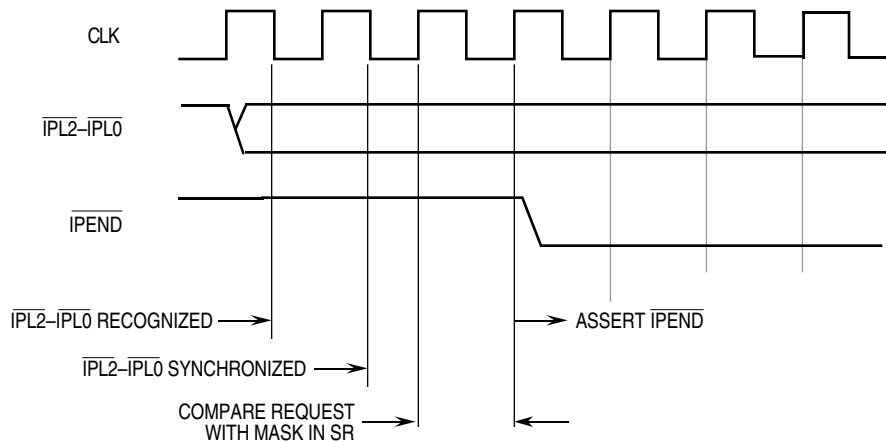 CLK
IPL2–IPL0
IPEND
IPL2–IPL0 RECOGNIZED
ASSERT IPEND
IPL2–IPL0 SYNCHRONIZED
COMPARE REQUEST
WITH MASK IN SR